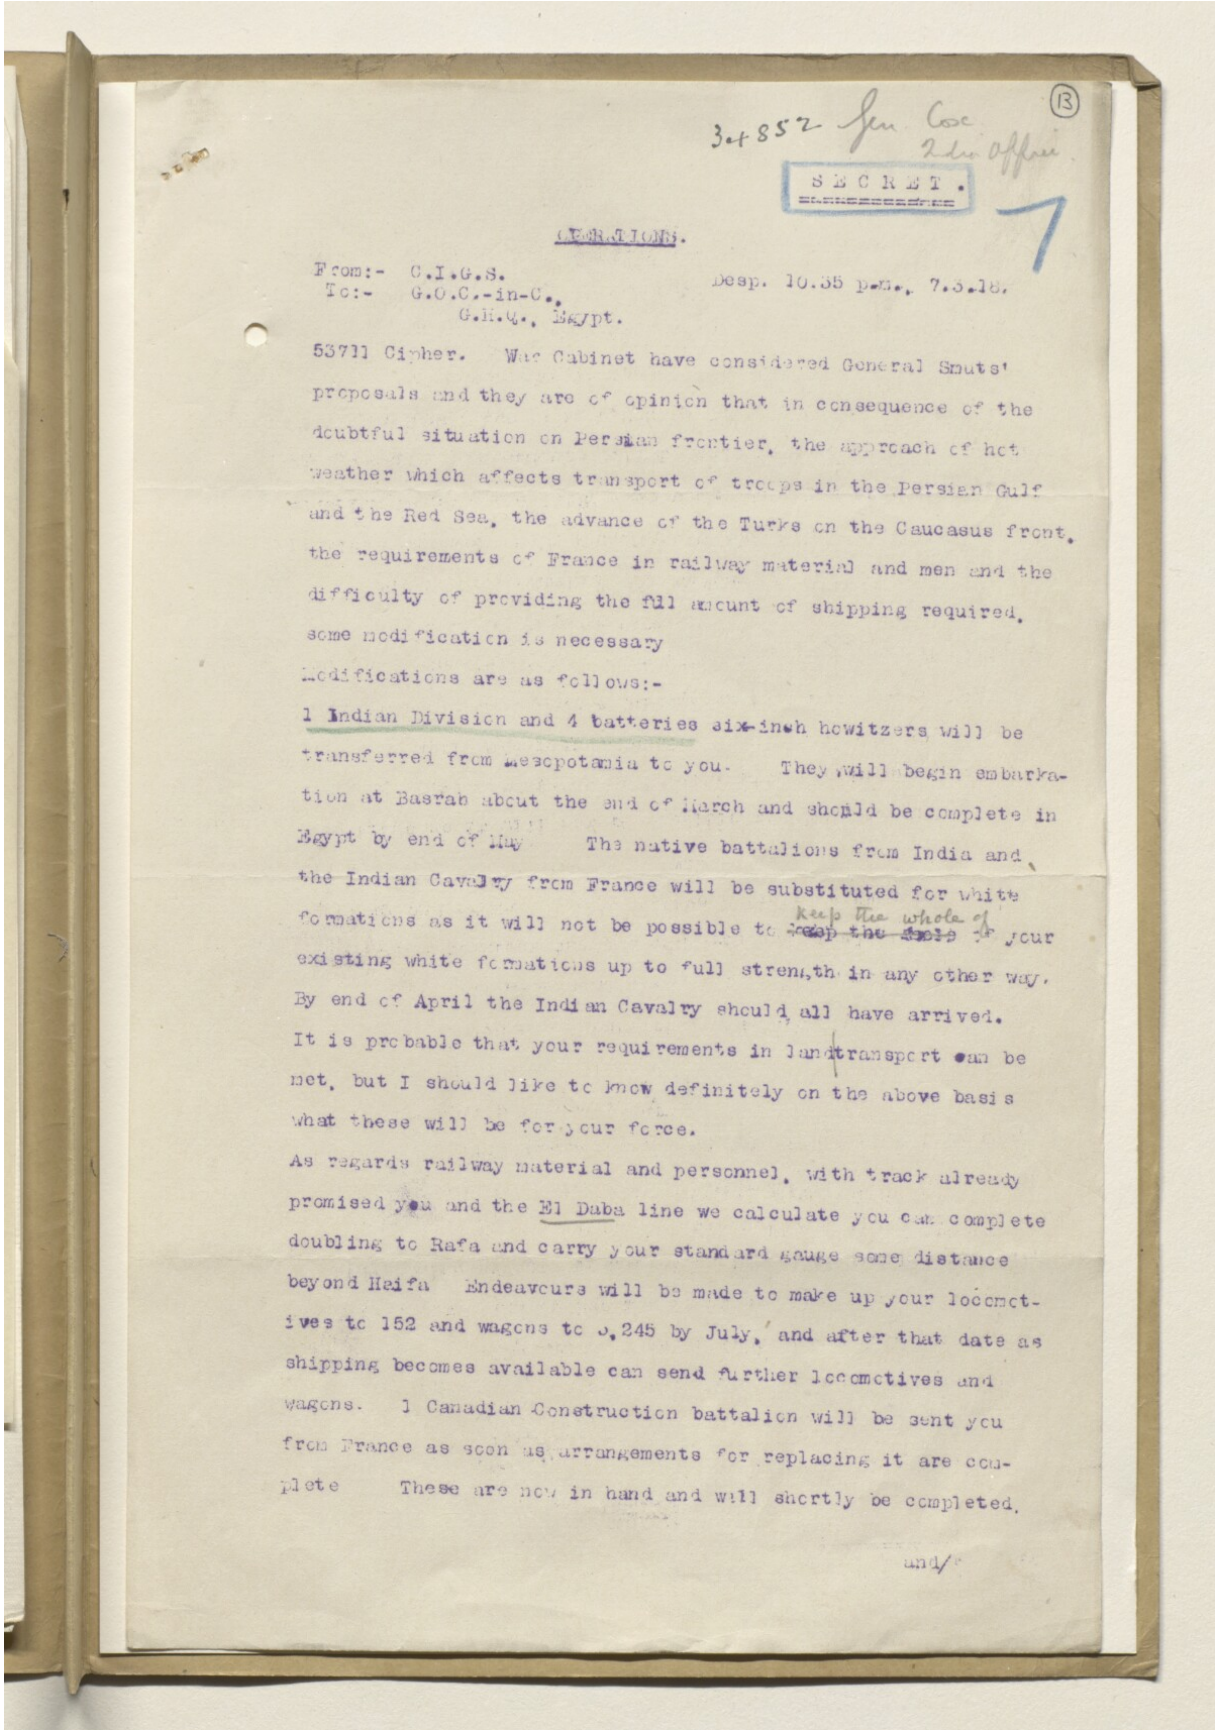 13
Gen Cox
Office
SECRET.
OPERATIONS.
From:- C.I.G.S. Desp. 10.35 p.m., 7.3.18.
To:- G.O.C.-in-C.,
G.H.Q., Egypt.
53711 Cipher. War Cabinet have considered General Smuts'
proposals and they are of opinion that in consequence of the
doubtful situation on Persian frontier, the approach of hot
weather which affects transport of troops in the Persian Gulf
and the Red Sea, the advance of the Turks on the Caucasus front,
the requirements of France in railway material and men and the
difficulty of providing the full amount of shipping required,
some modification is necessary
Modifications are as follows:-
1 Indian Division and 4 batteries six-inch howitzers will be
transferred from Mesopotamia to you. They will begin embarka-
tion at Basrah about the end of March and should be complete in
Egypt by end of May The native battalions from India and
the Indian Cavalry from France will be substituted for white
keep the whole of
formations as it will not be possible to keep the whole of your
existing white formations up to full strength in any other way.
By end of April the Indian Cavalry should all have arrived.
It is probable that your requirements in land transport can be
met, but I should like to know definitely on the above basis
what these will be for your force.
As regards railway material and personnel, with track already
promised you and the El Daba line we calculate you can complete
doubling to Rafa and carry your standard gauge some distance
beyond Haifa Endeavours will be made to make up your locomot-
ives to 152 and wagons to 3,245 by July, and after that date as
shipping becomes available can send further locomotives and
wagons. 1 Canadian Construction battalion will be sent you
from France as soon as arrangements for replacing it are com-
plete These are now in hand and will shortly be completed,
and/